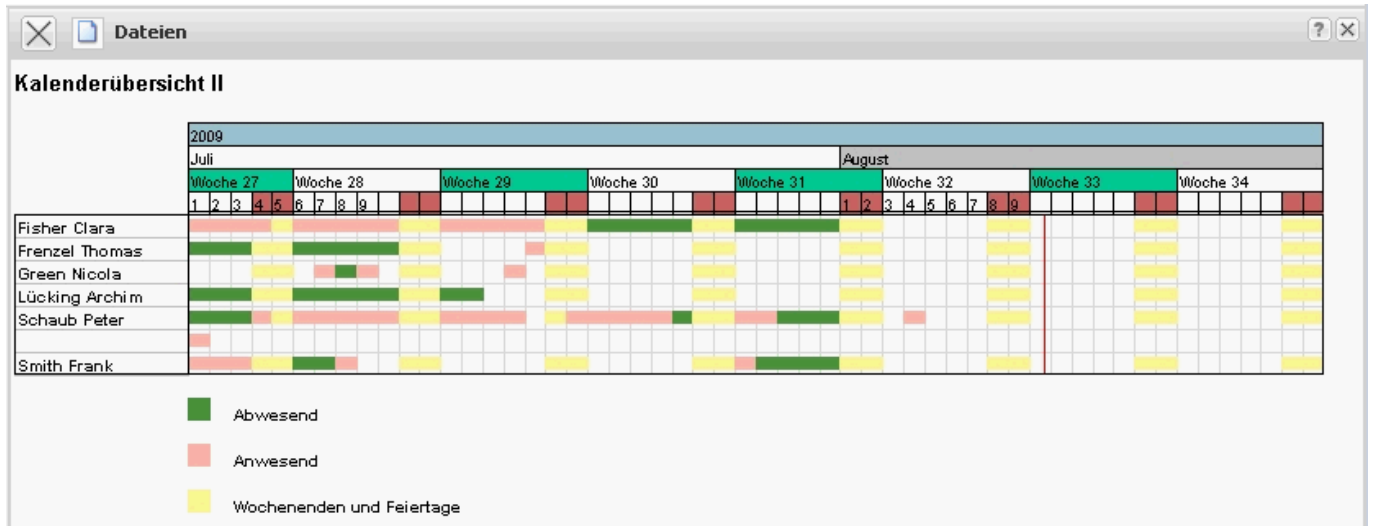 Dateien ?
Kalenderübersicht II
2009
Juli August
Woche 27 Woche 28 Woche 29 Woche 30 Woche 31 Woche 32 Woche 33 Woche 34
1 2 3 4 5 6 7 8 9 1 2 3 4 5 6 7 8 9
Fisher Clara
Frenzel Thomas
Green Nicola
Lücking Archim
Schaub Peter
Smith Frank
Abwesend
Anwesend
Wochenenden und Feiertage